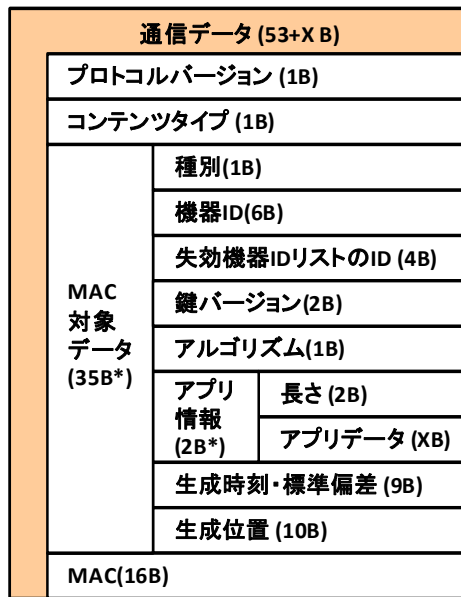 通信データ (53+X B)
プロトコルバージョン (1B)
コンテンツタイプ (1B)
MAC
対象
データ
(35B*)
種別(1B)
機器ID(6B)
失効機器IDリストのID (4B)
鍵バージョン(2B)
アルゴリズム(1B)
アプリ
情報
(2B*)
長さ (2B)
アプリデータ (XB)
生成時刻・標準偏差 (9B)
生成位置 (10B)
MAC(16B)